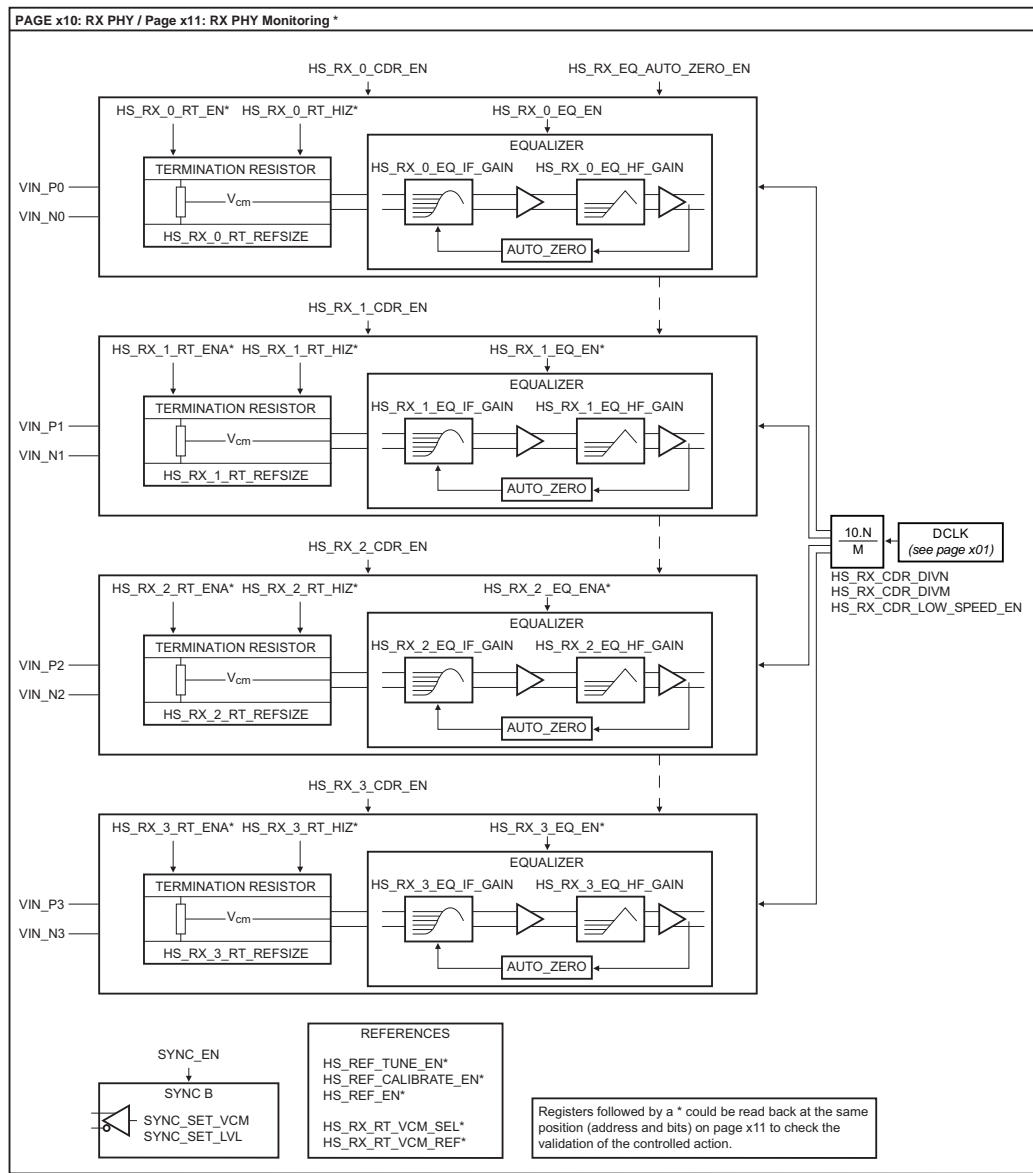 PAGE x10: RX PHY / Page x11: RX PHY Monitoring *
HS_RX_0_CDR_EN
HS_RX_EQ_AUTO_ZERO_EN
HS_RX_0_RT_EN*
HS_RX_0_RT_HIZ*
HS_RX_0_EQ_EN
EQUALIZER
TERMINATION RESISTOR
HS_RX_0_EQ_IF_GAIN
HS_RX_0_EQ_HF_GAIN
VIN_P0
Vcm
VIN_N0
HS_RX_0_RT_REFSIZE
AUTO_ZERO
HS_RX_1_CDR_EN
HS_RX_1_RT_ENA*
HS_RX_1_RT_HIZ*
HS_RX_1_EQ_EN*
EQUALIZER
TERMINATION RESISTOR
HS_RX_1_EQ_IF_GAIN
HS_RX_1_EQ_HF_GAIN
VIN_P1
Vcm
VIN_N1
HS_RX_1_RT_REFSIZE
AUTO_ZERO
10.N
M
DCLK
(see page x01)
HS_RX_CDR_DIVN
HS_RX_CDR_DIVM
HS_RX_CDR_LOW_SPEED_EN
HS_RX_2_CDR_EN
HS_RX_2_RT_ENA*
HS_RX_2_RT_HIZ*
HS_RX_2 _EQ_ENA*
EQUALIZER
TERMINATION RESISTOR
HS_RX_2_EQ_IF_GAIN
HS_RX_2_EQ_HF_GAIN
VIN_P2
Vcm
VIN_N2
HS_RX_2_RT_REFSIZE
AUTO_ZERO
HS_RX_3_CDR_EN
HS_RX_3_RT_ENA*
HS_RX_3_RT_HIZ*
HS_RX_3_EQ_EN*
EQUALIZER
TERMINATION RESISTOR
HS_RX_3_EQ_IF_GAIN
HS_RX_3_EQ_HF_GAIN
VIN_P3
Vcm
VIN_N3
HS_RX_3_RT_REFSIZE
AUTO_ZERO
SYNC_EN
SYNC B
SYNC_SET_VCM
SYNC_SET_LVL
REFERENCES
HS_REF_TUNE_EN*
HS_REF_CALIBRATE_EN*
HS_REF_EN*
HS_RX_RT_VCM_SEL*
HS_RX_RT_VCM_REF*
Registers followed by a * could be read back at the same
position (address and bits) on page x11 to check the
validation of the controlled action.